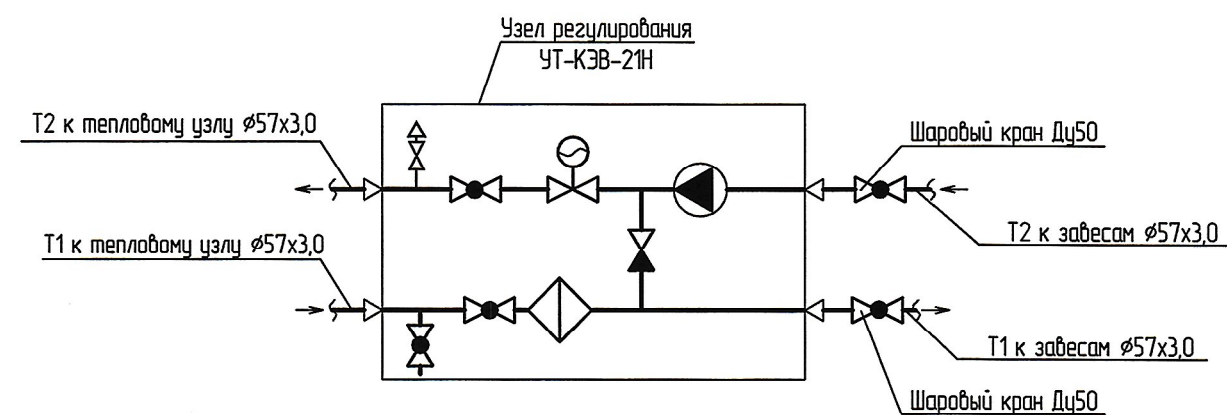 Узел регулирования
УТ-КЭВ-21Н
Т2 к тепловому узлу Ø57х3,0
Шаровый кран Ду50
Т1 к тепловому узлу Ø57х3,0
Т2 к завесам Ø57х3,0
Т1 к завесам Ø57х3,0
Шаровый кран Ду50